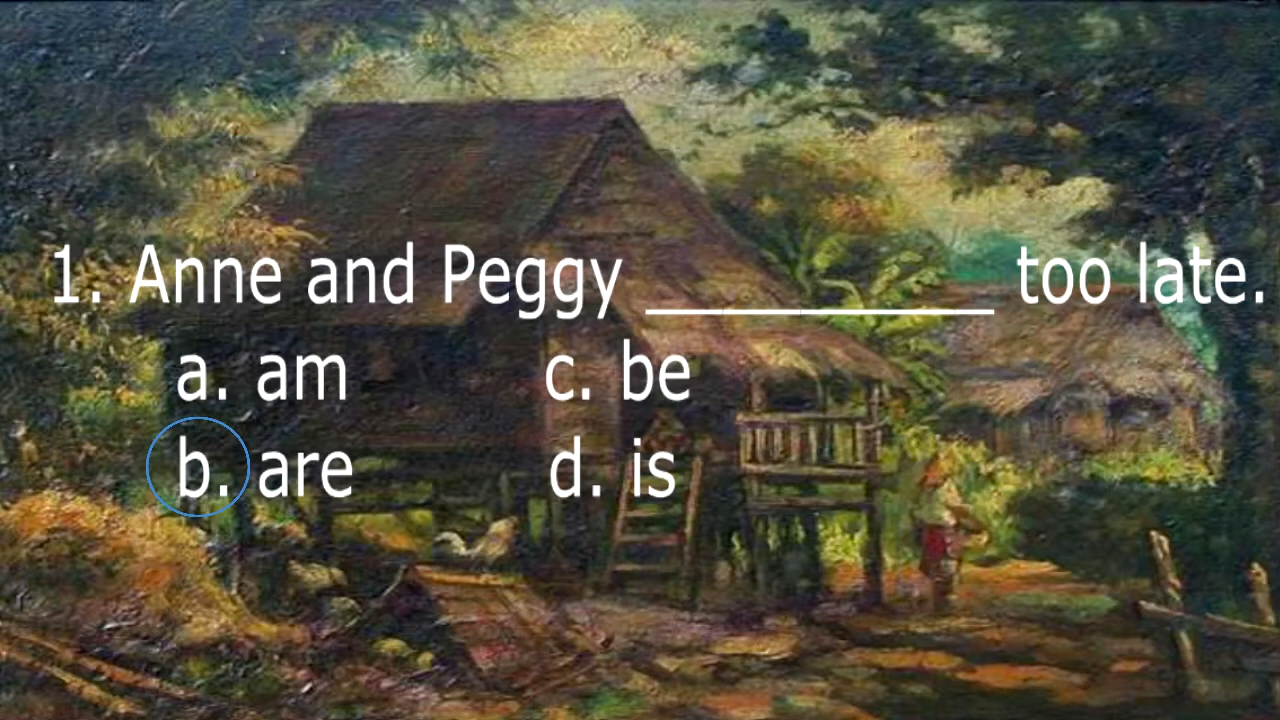 1. Anne and Peggy __________ too late.
a. am c. be
b. are d. is